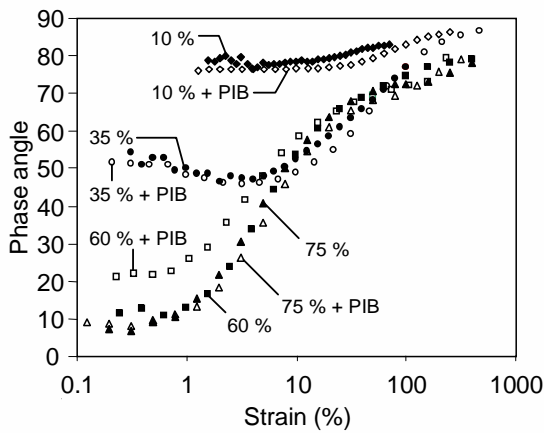 90
80
70
60
50
40
30
20
10
0
Phase angle
10 %
10 % + PIB
35 %
35 % + PIB
60 % + PIB
75 %
75 % + PIB
60 %
0.1 1 10 100 1000
Strain (%)